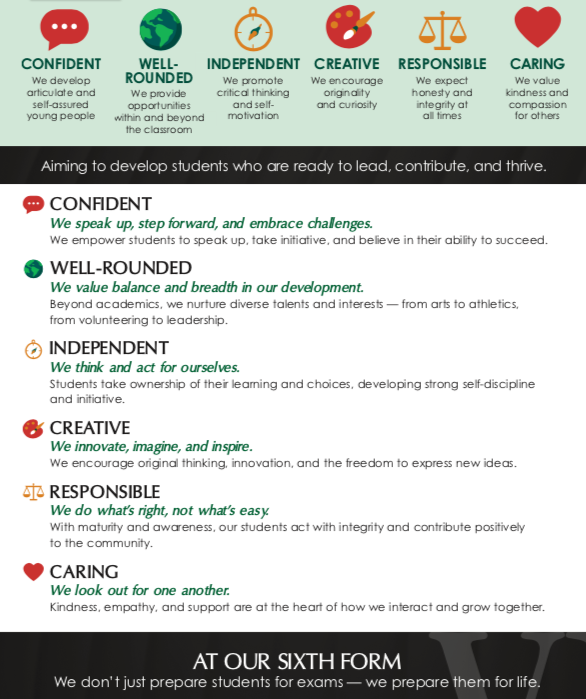 CONFIDENT
We develop
articulate and
self-assured
young people
WELL-
ROUNDED
We provide
opportunities
within and beyond
the classroom
INDEPENDENT
We promote
critical thinking
and self-
motivation
CREATIVE
We encourage
originality
and curiosity
RESPONSIBLE
We expect
honesty and
integrity at
all times
CARING
We value
kindness and
compassion
for others
Aiming to develop students who are ready to lead, contribute, and thrive.
CONFIDENT
We speak up, step forward, and embrace challenges.
We empower students to speak up, take initiative, and believe in their ability to succeed.
WELL-ROUNDED
We value balance and breadth in our development.
Beyond academics, we nurture diverse talents and interests — from arts to athletics,
from volunteering to leadership.
INDEPENDENT
We think and act for ourselves.
Students take ownership of their learning and choices, developing strong self-discipline
and initiative.
CREATIVE
We innovate, imagine, and inspire.
We encourage original thinking, innovation, and the freedom to express new ideas.
RESPONSIBLE
We do what's right, not what's easy.
With maturity and awareness, our students act with integrity and contribute positively
to the community.
CARING
We look out for one another.
Kindness, empathy, and support are at the heart of how we interact and grow together.
AT OUR SIXTH FORM
We don't just prepare students for exams — we prepare them for life.